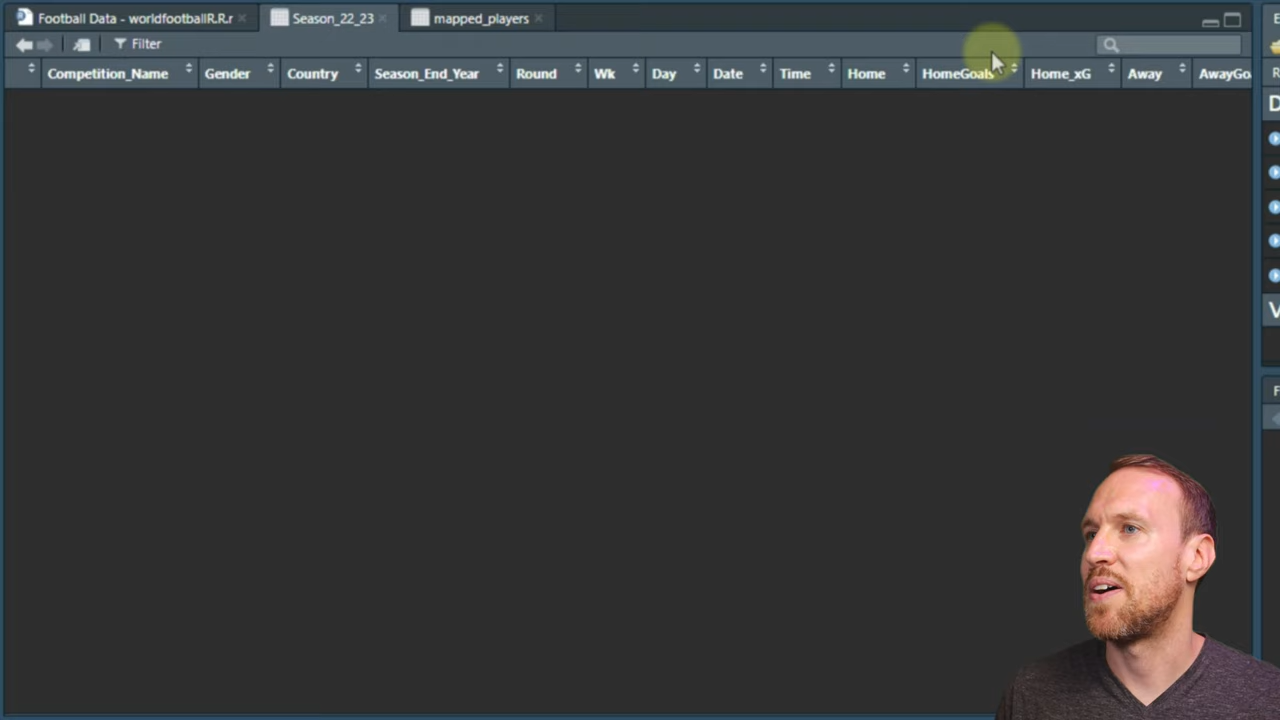 Football Data - worldfootballR.R.r
Season_22_23
mapped_players
Filter
Competition_Name Gender Country Season_End_Year Round Wk Day Date Time Home HomeGoals Home_xG Away AwayGo